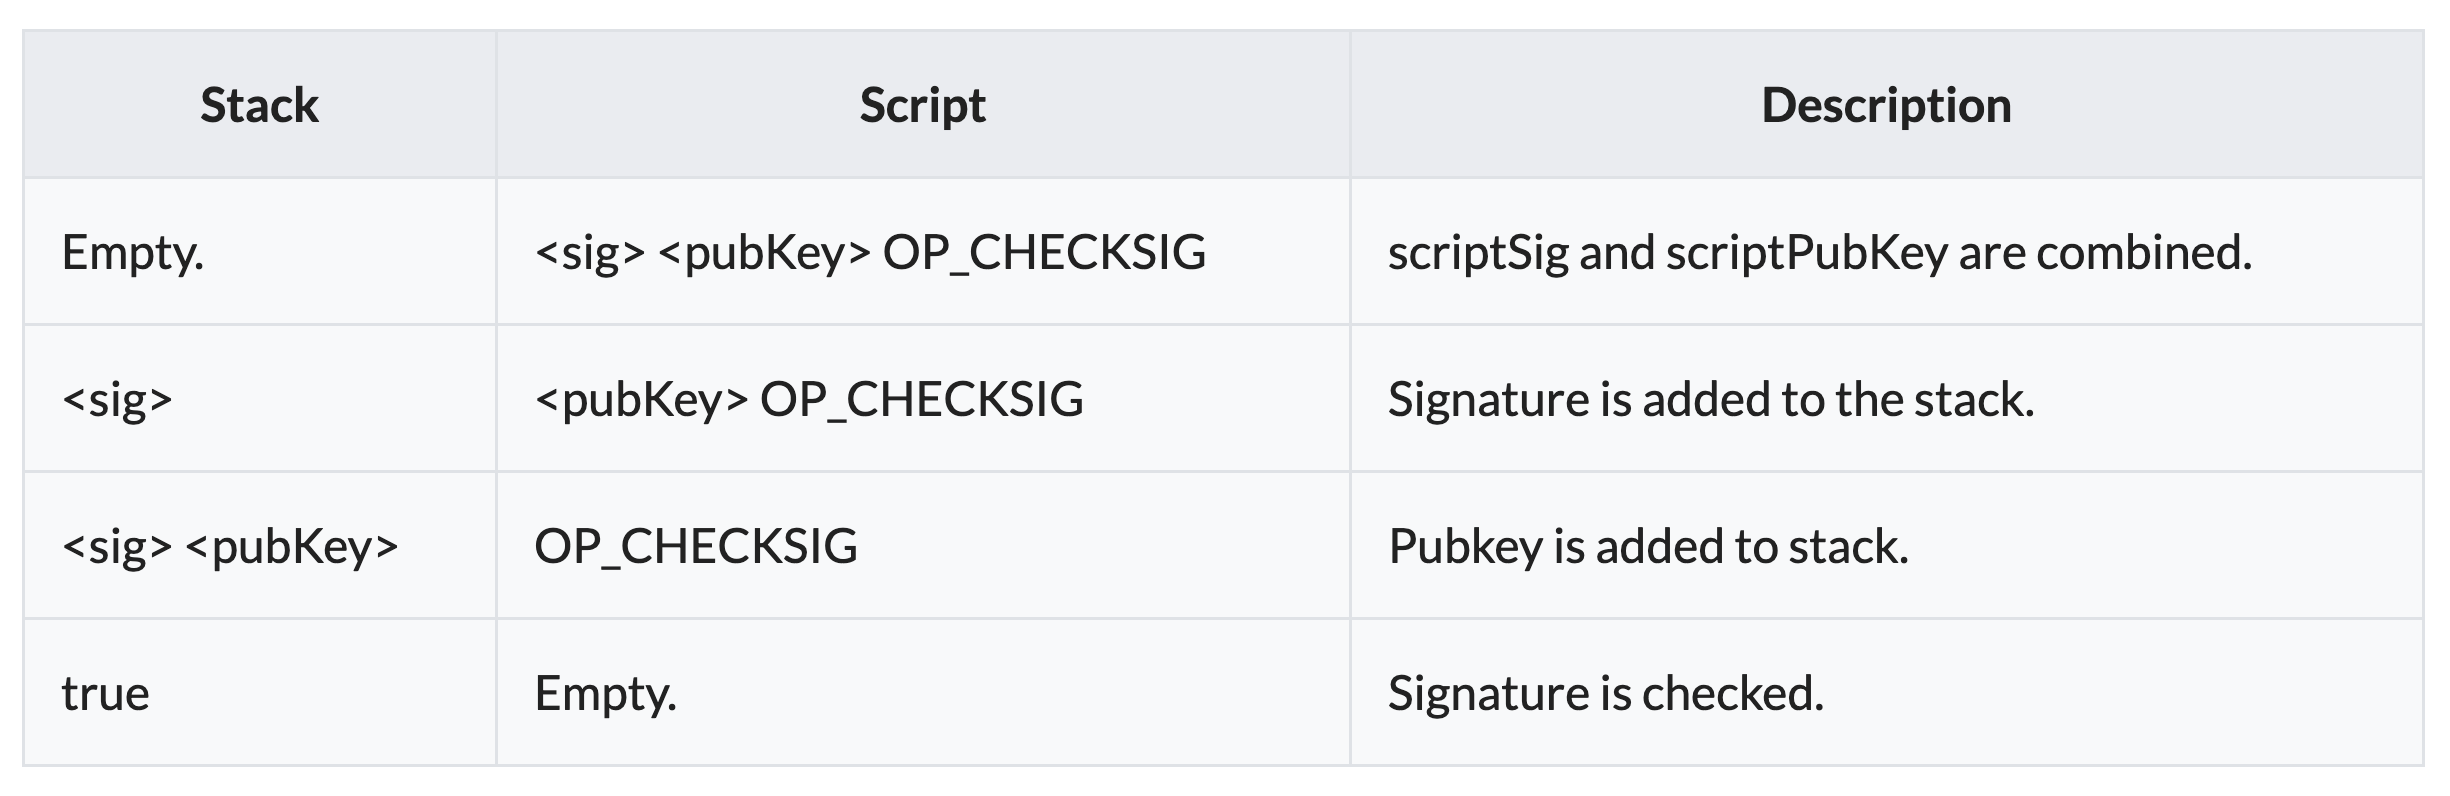 Stack Script Description
Empty. <sig> <pubKey> OP_CHECKSIG scriptSig and scriptPubKey are combined.
<sig> <pubKey> OP_CHECKSIG Signature is added to the stack.
<sig> <pubKey> OP_CHECKSIG Pubkey is added to stack.
true Empty. Signature is checked.